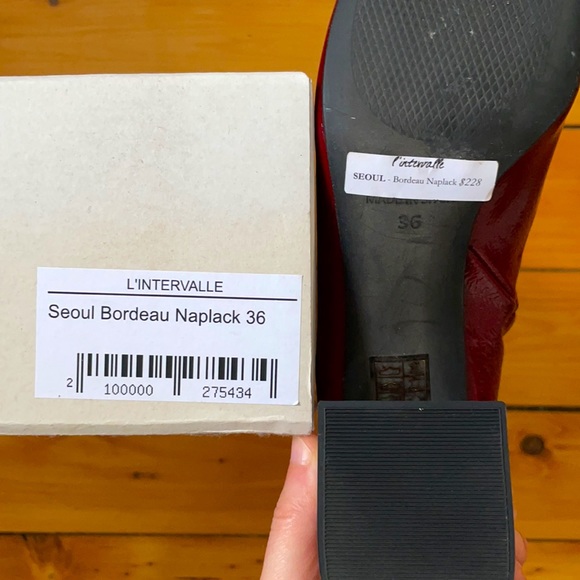 L'INTERVALLE
Seoul Bordeau Naplack 36
2 100000 275434
l'intervalle
SEOUL - Bordeau Naplack $228
36